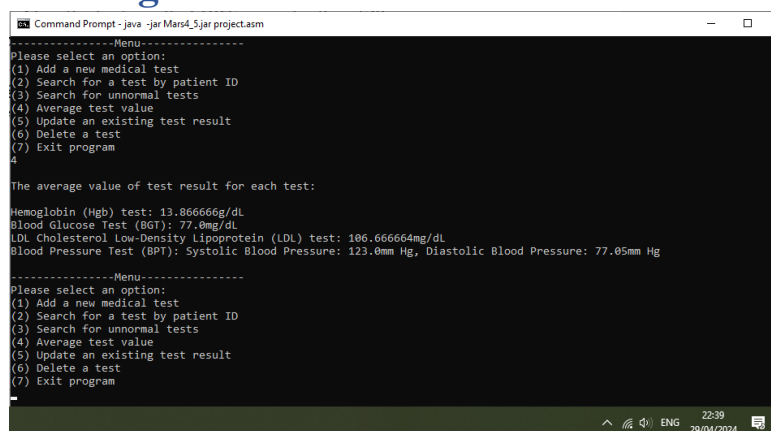 Command Prompt - java -jar Mars4_5.jar project.asm
----------------Menu----------------
Please select an option:
(1) Add a new medical test
(2) Search for a test by patient ID
(3) Search for unnormal tests
(4) Average test value
(5) Update an existing test result
(6) Delete a test
(7) Exit program
4
The average value of test result for each test:
Hemoglobin (Hgb) test: 13.866666g/dL
Blood Glucose Test (BGT): 77.0mg/dL
LDL Cholesterol Low-Density Lipoprotein (LDL) test: 106.666664mg/dL
Blood Pressure Test (BPT): Systolic Blood Pressure: 123.0mm Hg, Diastolic Blood Pressure: 77.05mm Hg
----------------Menu----------------
Please select an option:
(1) Add a new medical test
(2) Search for a test by patient ID
(3) Search for unnormal tests
(4) Average test value
(5) Update an existing test result
(6) Delete a test
(7) Exit program
ENG
22:39
29/04/2024